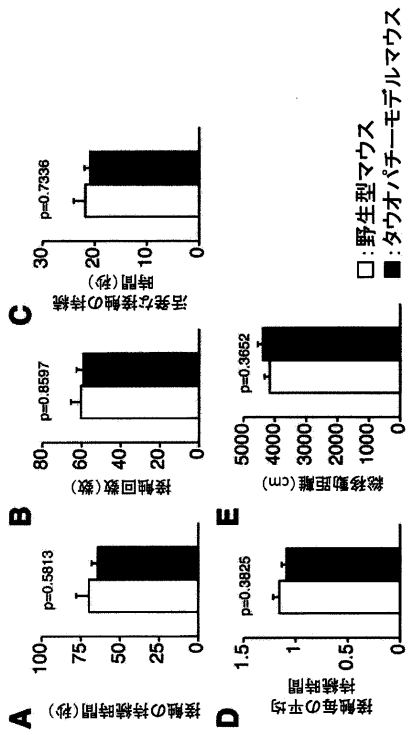 A
接触の持続時間(秒)
100
75
50
25
0
p=0.5813
B
接触回数(数)
80
60
40
20
0
p=0.8597
C
活発な接触の持続
時間(秒)
30
20
10
0
p=0.7336
D
接触毎の平均
持続時間
1.5
1
0.5
0
p=0.3825
E
総移動距離(cm)
5000
4000
3000
2000
1000
0
p=0.3652
□:野生型マウス
■:タウオパチーモデルマウス